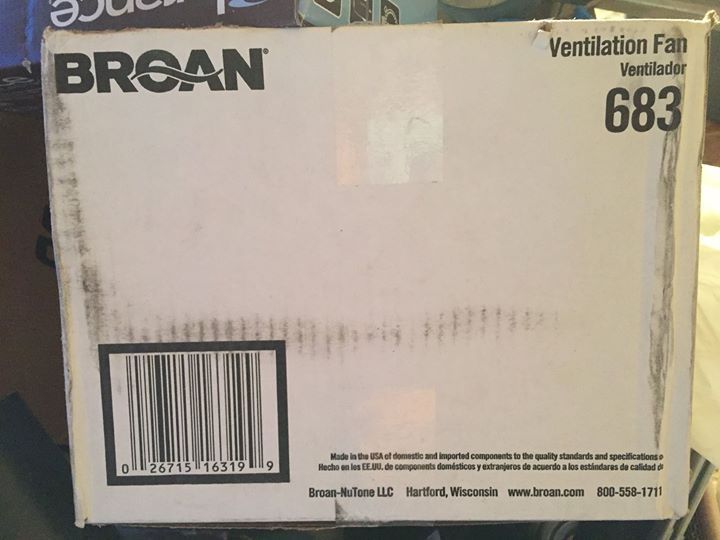 BROAN®
Ventilation Fan
Ventilador
683
0 26715 16319 9
Made in the USA of domestic and imported components to the quality standards and specifications
Hecho en los EE.UU. de componentes domésticos y extranjeros de acuerdo a los estándares de calidad
Broan-NuTone LLC Hartford, Wisconsin www.broan.com 800-558-1711